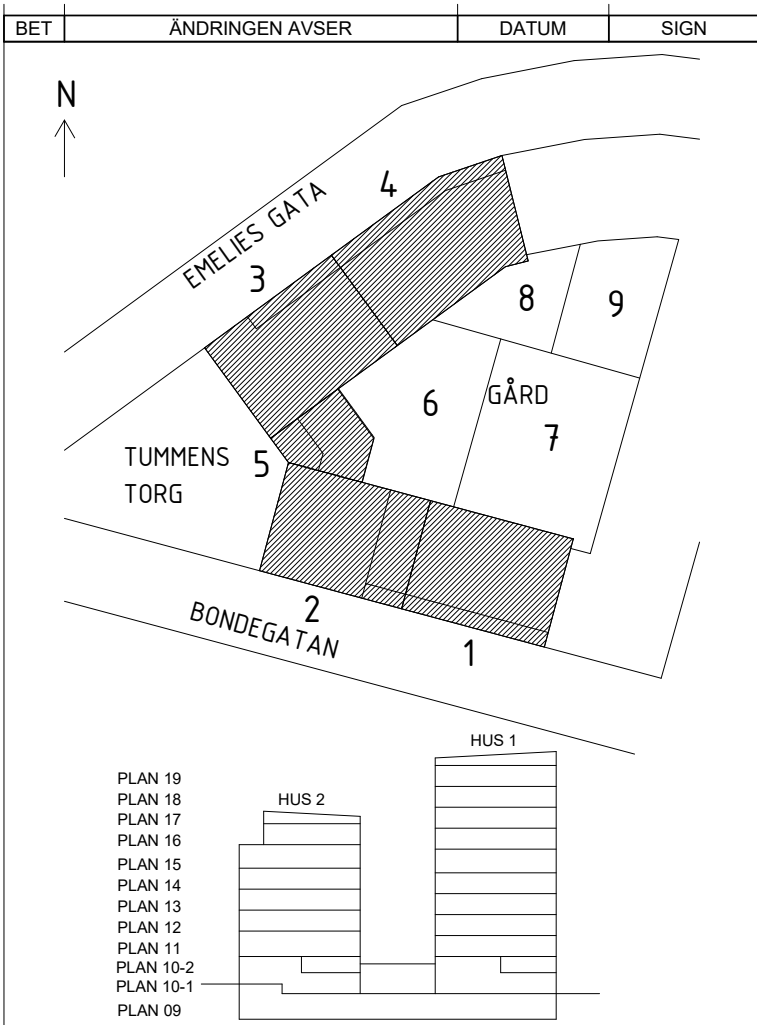 BET ÄNDRINGEN AVSER DATUM SIGN
N
4
EMELIES GATA
3
8
9
GÅRD
6
7
TUMMENS
TORG
5
2
BONDEGATAN
1
HUS 1
PLAN 19
PLAN 18
HUS 2
PLAN 17
PLAN 16
PLAN 15
PLAN 14
PLAN 13
PLAN 12
PLAN 11
PLAN 10-2
PLAN 10-1
PLAN 09